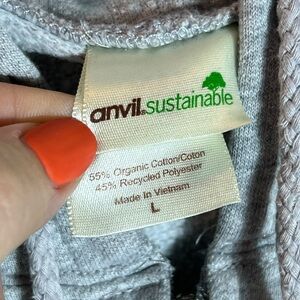 anvil.sustainable
55% Organic Cotton/Coton
45% Recycled Polyester
Made In Vietnam
L